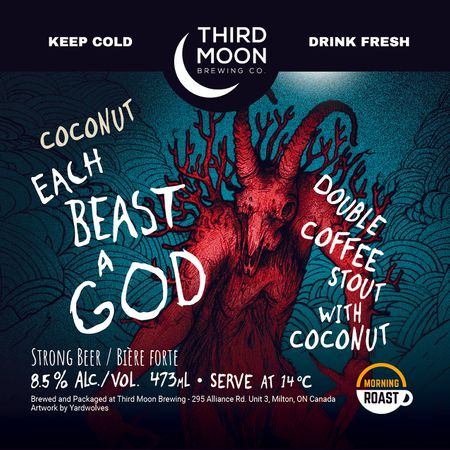 KEEP COLD
THIRD
MOON
BREWING CO.
DRINK FRESH
COCONUT
EACH
BEAST
A
GOD
DOUBLE
COFFEE
STOUT
WITH
COCONUT
STRONG BEER / BIÈRE FORTE
8.5% ALC/VOL. 473mL • SERVE AT 14°C
Brewed and Packaged at Third Moon Brewing - 295 Alliance Rd. Unit 3, Milton, ON Canada
Artwork by Yardwolves
MORNING
ROAST